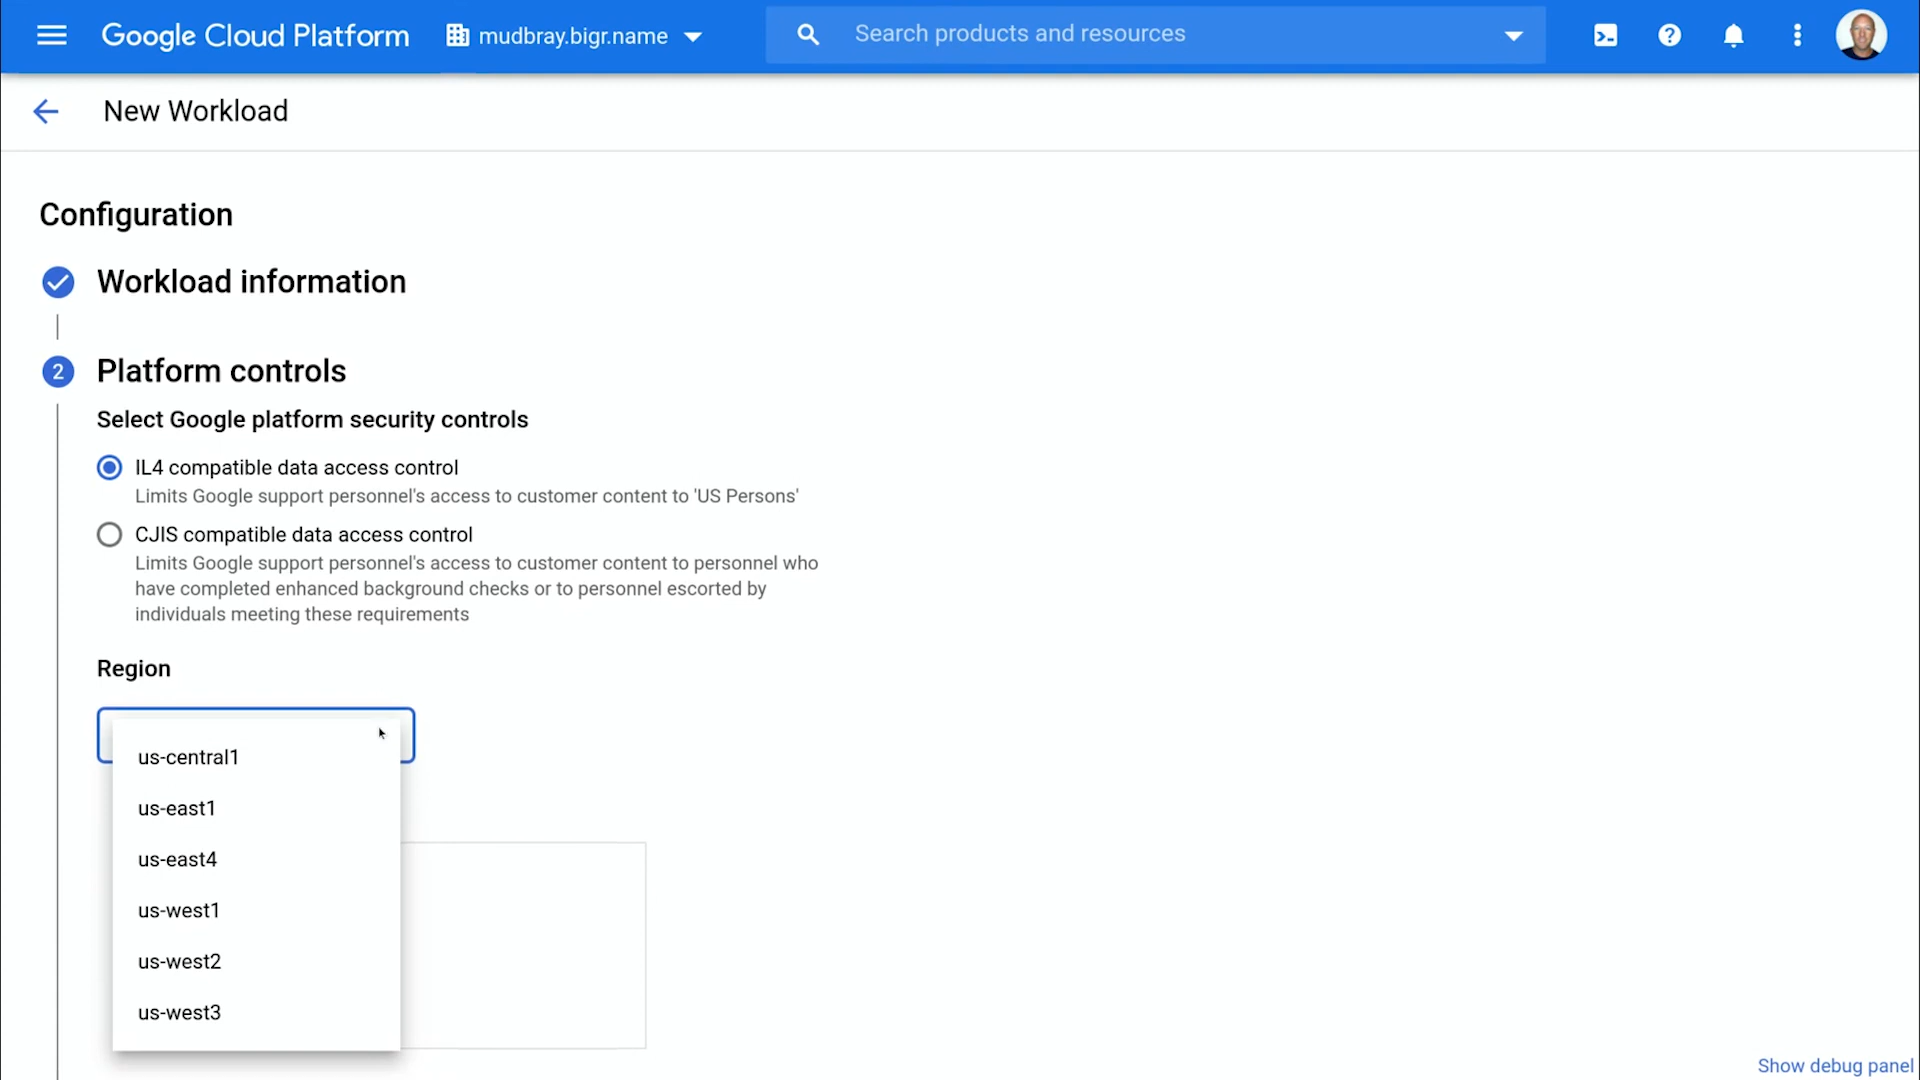 Google Cloud Platform mudbray.bigr.name Search products and resources
New Workload
Configuration
Workload information
2 Platform controls
Select Google platform security controls
IL4 compatible data access control
Limits Google support personnel's access to customer content to 'US Persons'
CJIS compatible data access control
Limits Google support personnel's access to customer content to personnel who
have completed enhanced background checks or to personnel escorted by
individuals meeting these requirements
Region
us-central1
us-east1
us-east4
us-west1
us-west2
us-west3
Show debug panel